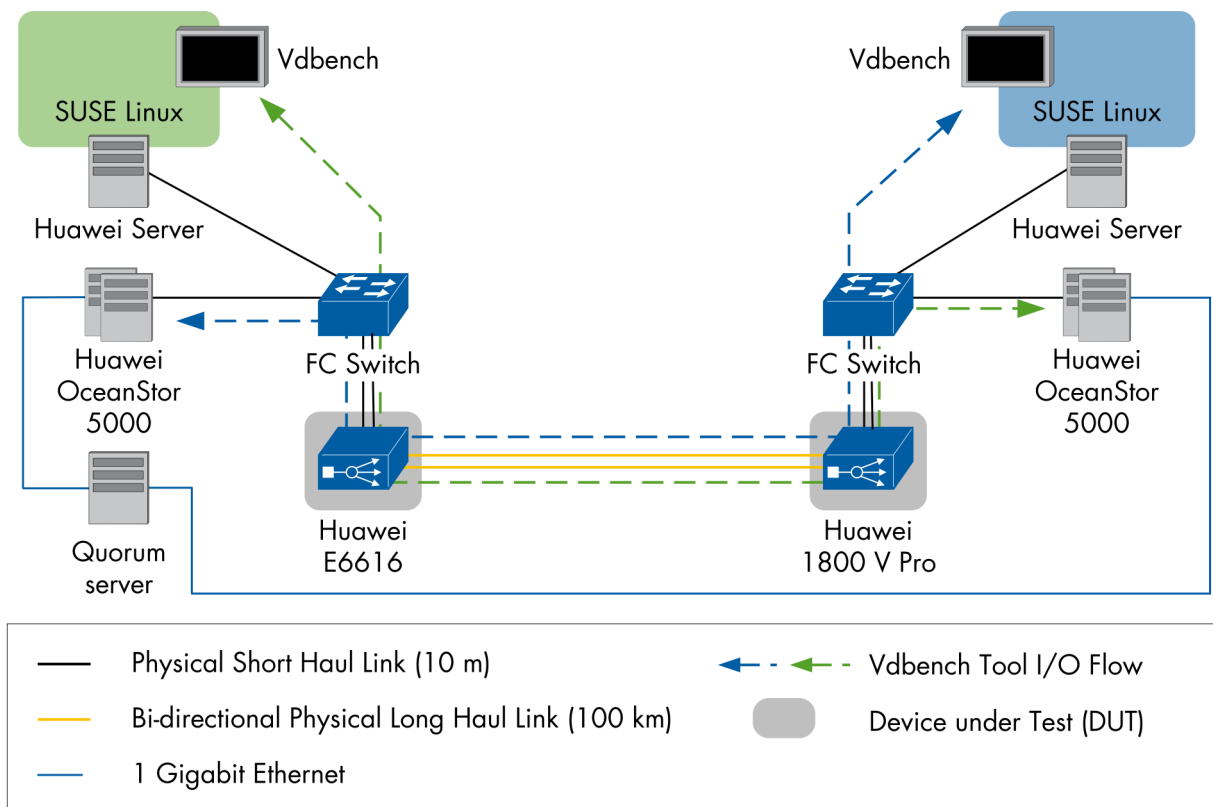 Vdbench
Vdbench
SUSE Linux
SUSE Linux
Huawei Server
Huawei Server
FC Switch
FC Switch
Huawei
OceanStor
5000
Huawei
OceanStor
5000
Huawei
E6616
Huawei
1800 V Pro
Quorum
server
Physical Short Haul Link (10 m)
Vdbench Tool I/O Flow
Bi-directional Physical Long Haul Link (100 km)
Device under Test (DUT)
1 Gigabit Ethernet